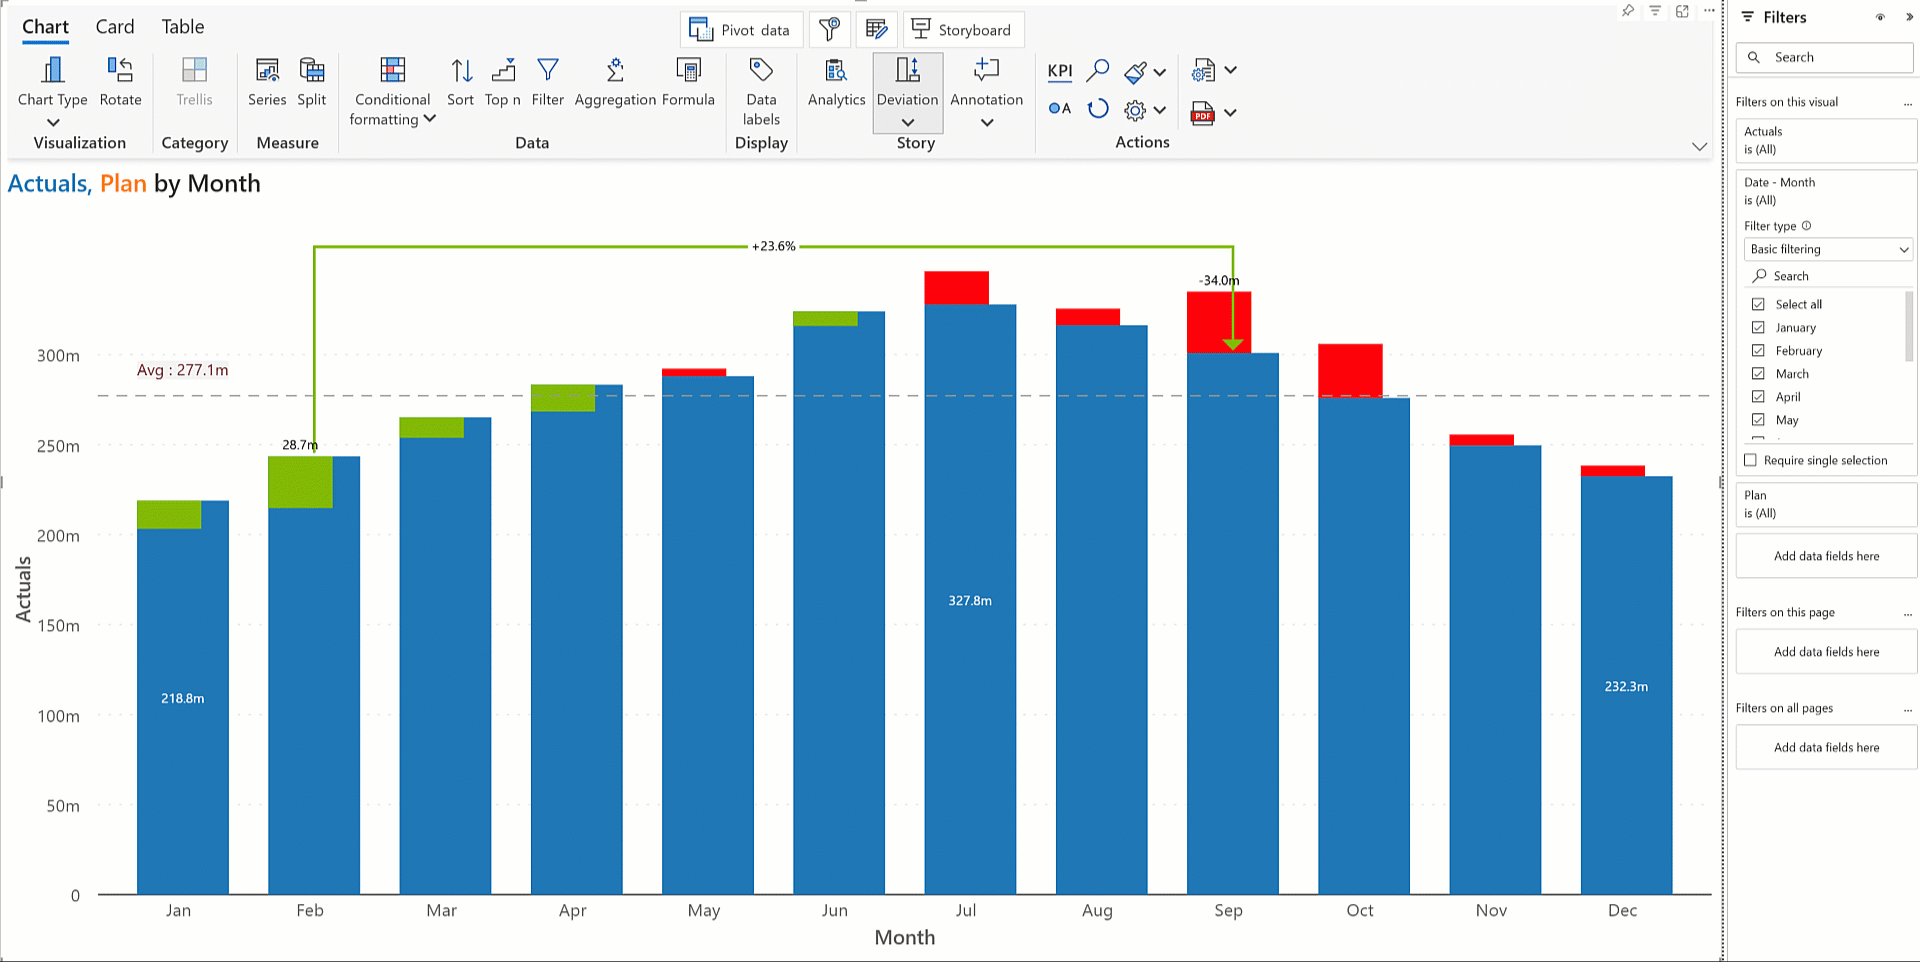 Chart Card Table
Pivot data
Storyboard
Chart Type
Rotate
Visualization
Trellis
Category
Series
Split
Measure
Conditional
formatting
Sort
Top n
Filter
Aggregation
Formula
Data
Data
labels
Display
Analytics
Deviation
Annotation
Story
KPI
A
PDF
Actions
Actuals, Plan by Month
+23.6%
-34.0m
Avg : 277.1m
28.7m
327.8m
218.8m
232.3m
300m
250m
200m
150m
100m
50m
0
Actuals
Jan Feb Mar Apr May Jun Jul Aug Sep Oct Nov Dec
Month
Filters
Search
Filters on this visual
...
Actuals
is (All)
Date - Month
is (All)
Filter type
Basic filtering
Search
Select all
January
February
March
April
May
Require single selection
Plan
is (All)
Add data fields here
Filters on this page
...
Add data fields here
Filters on all pages
...
Add data fields here